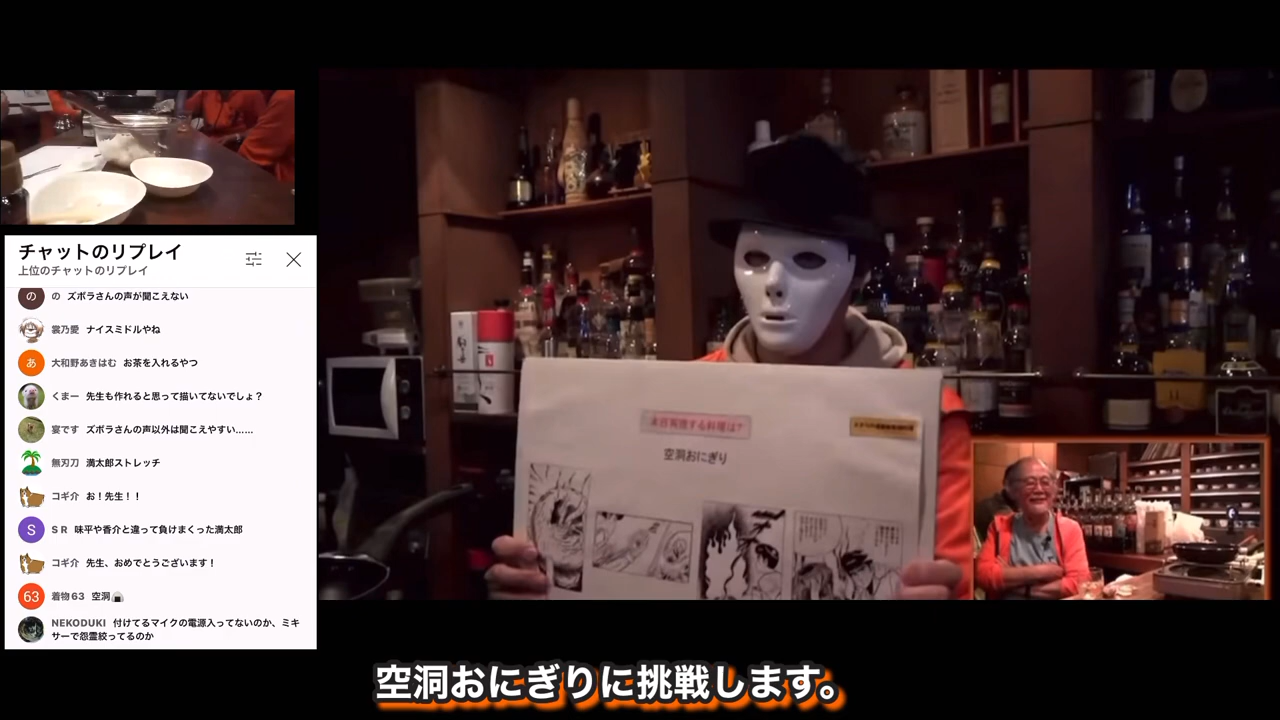 チャットのリプレイ
上位のチャットのリプレイ
の の ズボラさんの声が聞こえない
裳乃愛 ナイスミドルやね
あ 大和野あきはむ お茶を入れるやつ
くまー 先生も作れると思って描いてないでしょ？
宴です ズボラさんの声以外は聞こえやすい……
無刃刀 満太郎ストレッチ
コギ介 お！先生！！
S S R 味平や香介と違って負けまくった満太郎
コギ介 先生、おめでとうございます！
63 着物63 空洞🍙
NEKODUKI 付けてるマイクの電源入ってないのか、ミキ
サーで怨霊絞ってるのか
本日再現する料理は?
空洞おにぎり
空洞おにぎりに挑戦します。